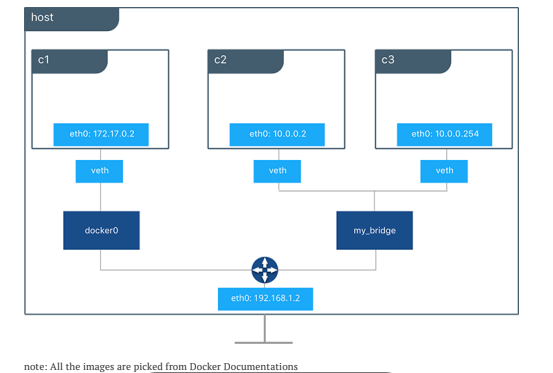 host
c1
c2
c3
eth0: 172.17.0.2
eth0: 10.0.0.2
eth0: 10.0.0.254
veth
veth
veth
docker0
my_bridge
eth0: 192.168.1.2
note: All the images are picked from Docker Documentations